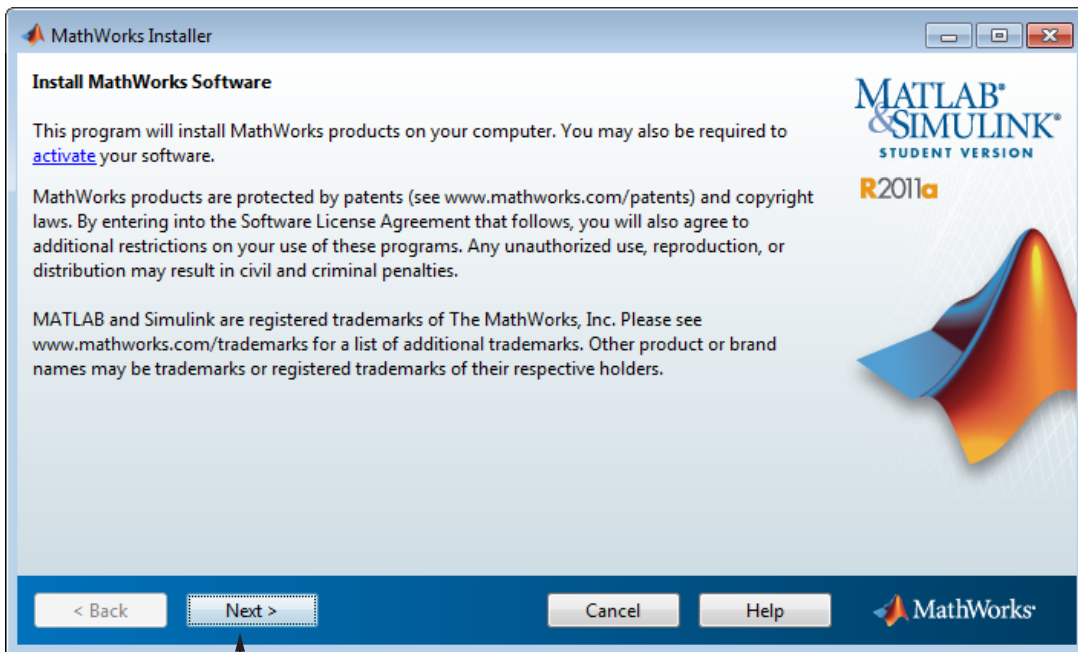 MathWorks Installer
Install MathWorks Software
This program will install MathWorks products on your computer. You may also be required to
activate your software.
MathWorks products are protected by patents (see www.mathworks.com/patents) and copyright
laws. By entering into the Software License Agreement that follows, you will also agree to
additional restrictions on your use of these programs. Any unauthorized use, reproduction, or
distribution may result in civil and criminal penalties.
MATLAB and Simulink are registered trademarks of The MathWorks, Inc. Please see
www.mathworks.com/trademarks for a list of additional trademarks. Other product or brand
names may be trademarks or registered trademarks of their respective holders.
MATLAB®
&SIMULINK®
STUDENT VERSION
R2011a
< Back Next > Cancel Help MathWorks®